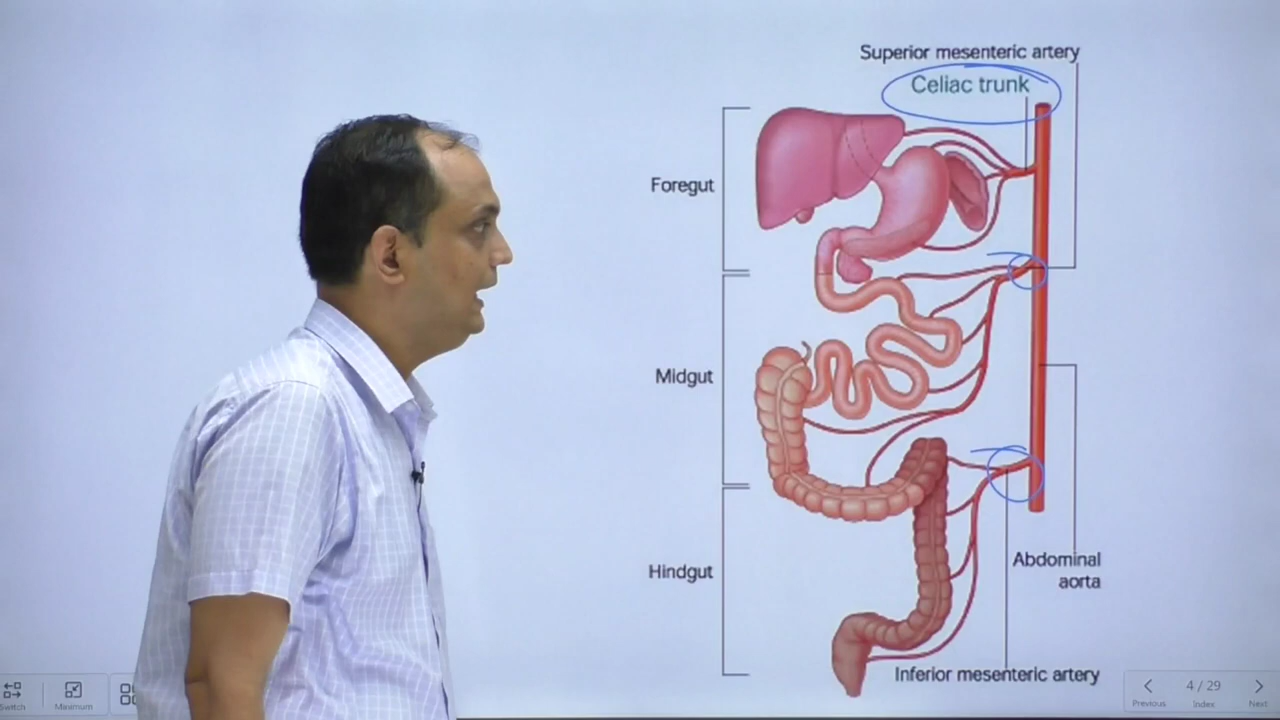 Superior mesenteric artery
Celiac trunk
Foregut
Midgut
Hindgut
Abdominal
aorta
Inferior mesenteric artery
Switch
Maximum
4 / 29
Previous
Index
Next